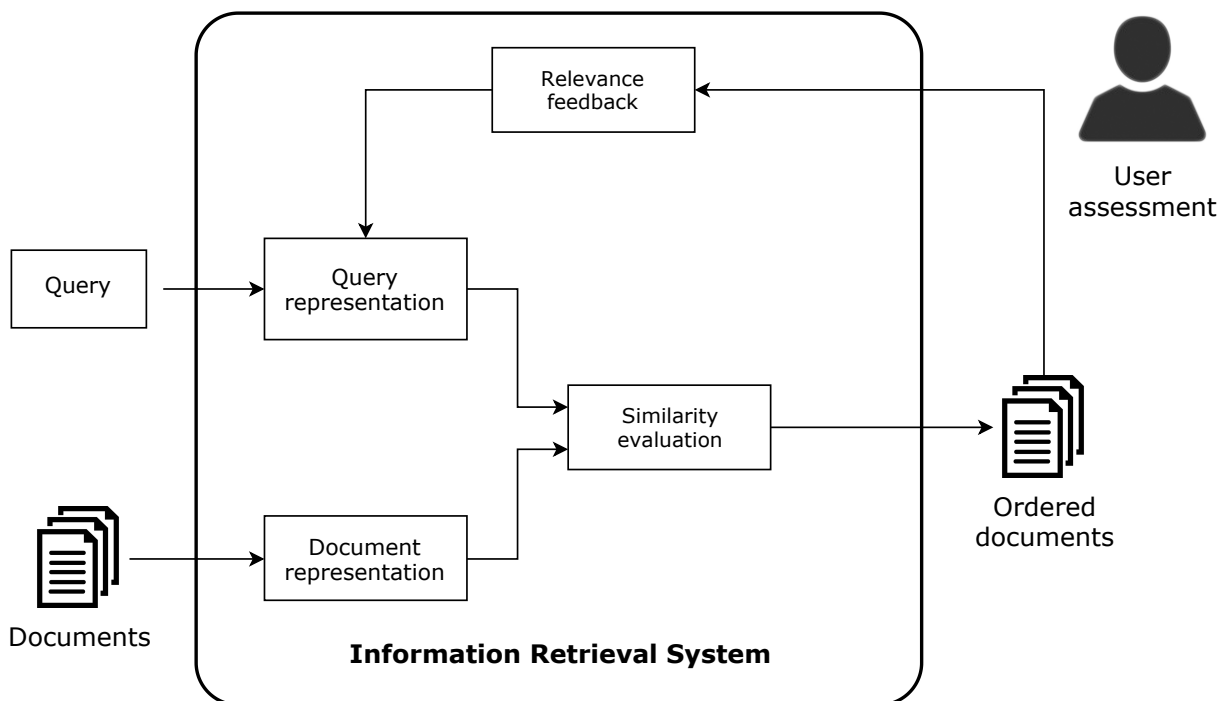 Relevance
feedback
User
assessment
Query
Query
representation
Similarity
evaluation
Ordered
documents
Document
representation
Documents
Information Retrieval System